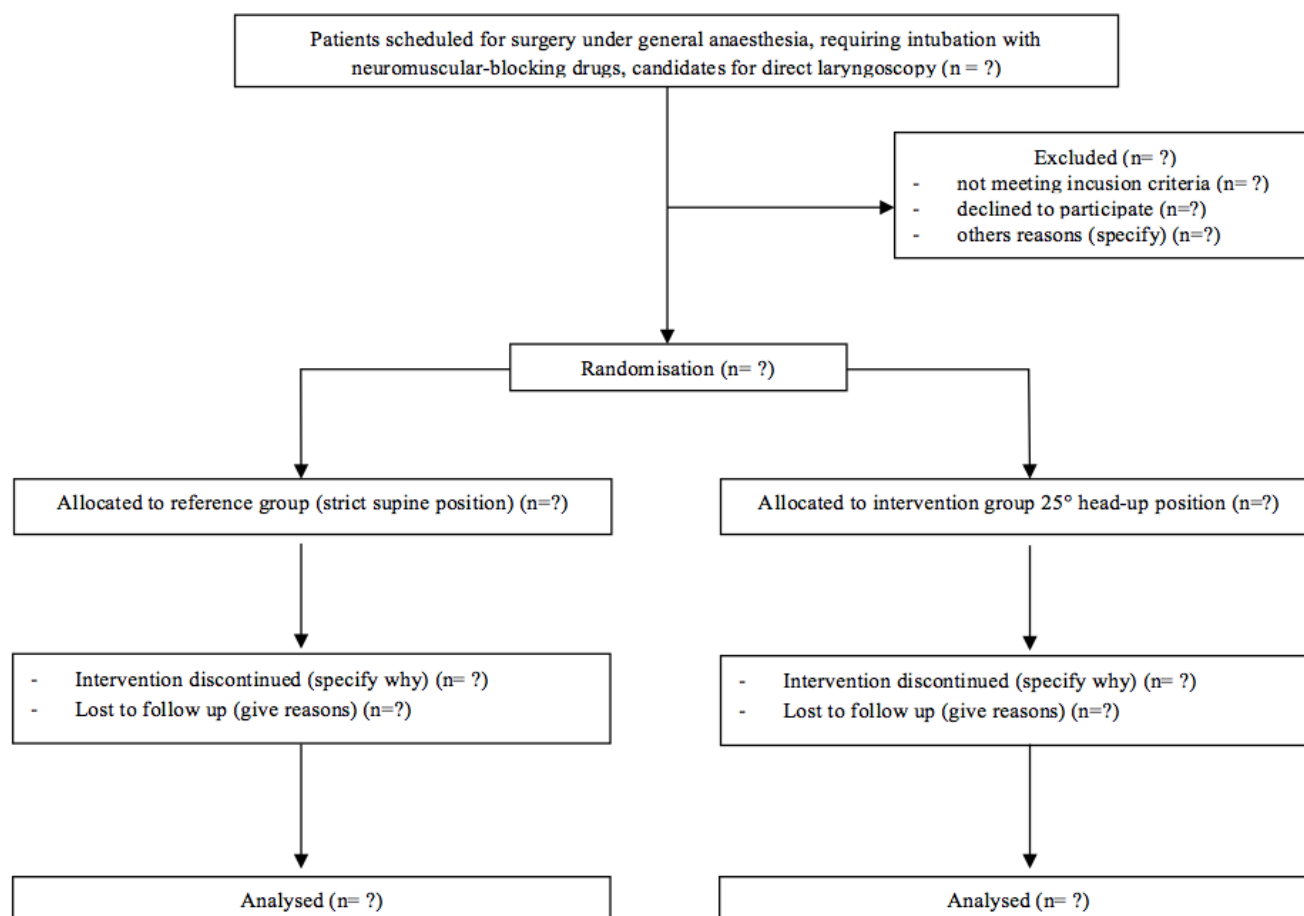 Patients scheduled for surgery under general anaesthesia, requiring intubation with
neuromuscular-blocking drugs, candidates for direct laryngoscopy (n = ?)
Excluded (n= ?)
- not meeting incusion criteria (n= ?)
- declined to participate (n=?)
- others reasons (specify) (n=?)
Randomisation (n= ?)
Allocated to reference group (strict supine position) (n=?)
Allocated to intervention group 25° head-up position (n=?)
- Intervention discontinued (specify why) (n= ?)
- Lost to follow up (give reasons) (n=?)
- Intervention discontinued (specify why) (n= ?)
- Lost to follow up (give reasons) (n=?)
Analysed (n= ?)
Analysed (n= ?)